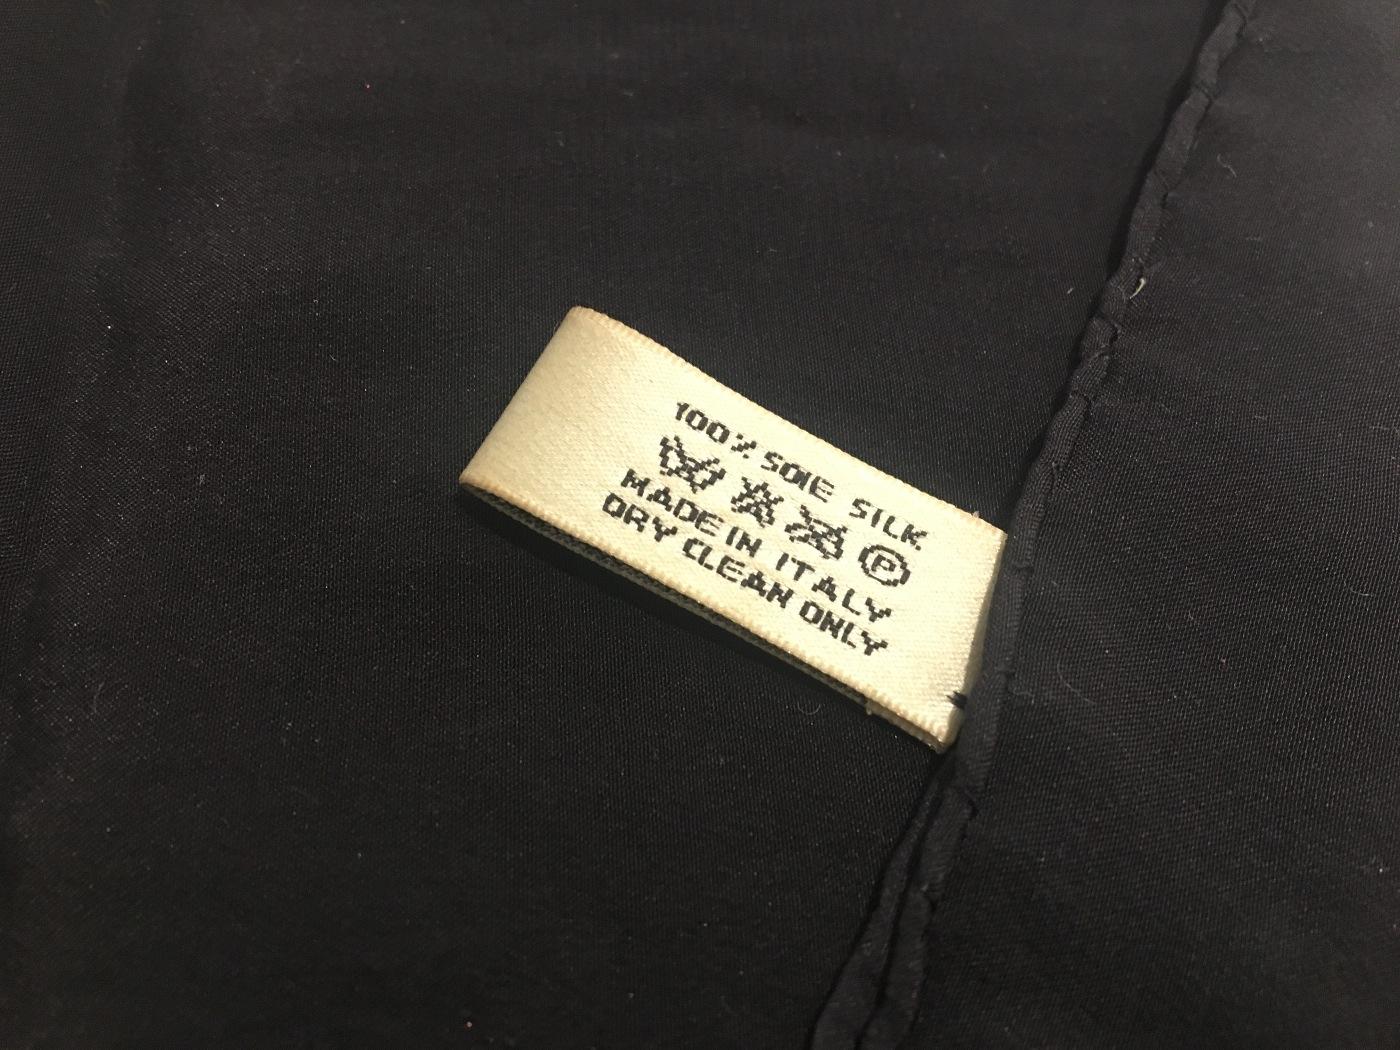 100% SOIE SILK
P
MADE IN ITALY
DRY CLEAN ONLY